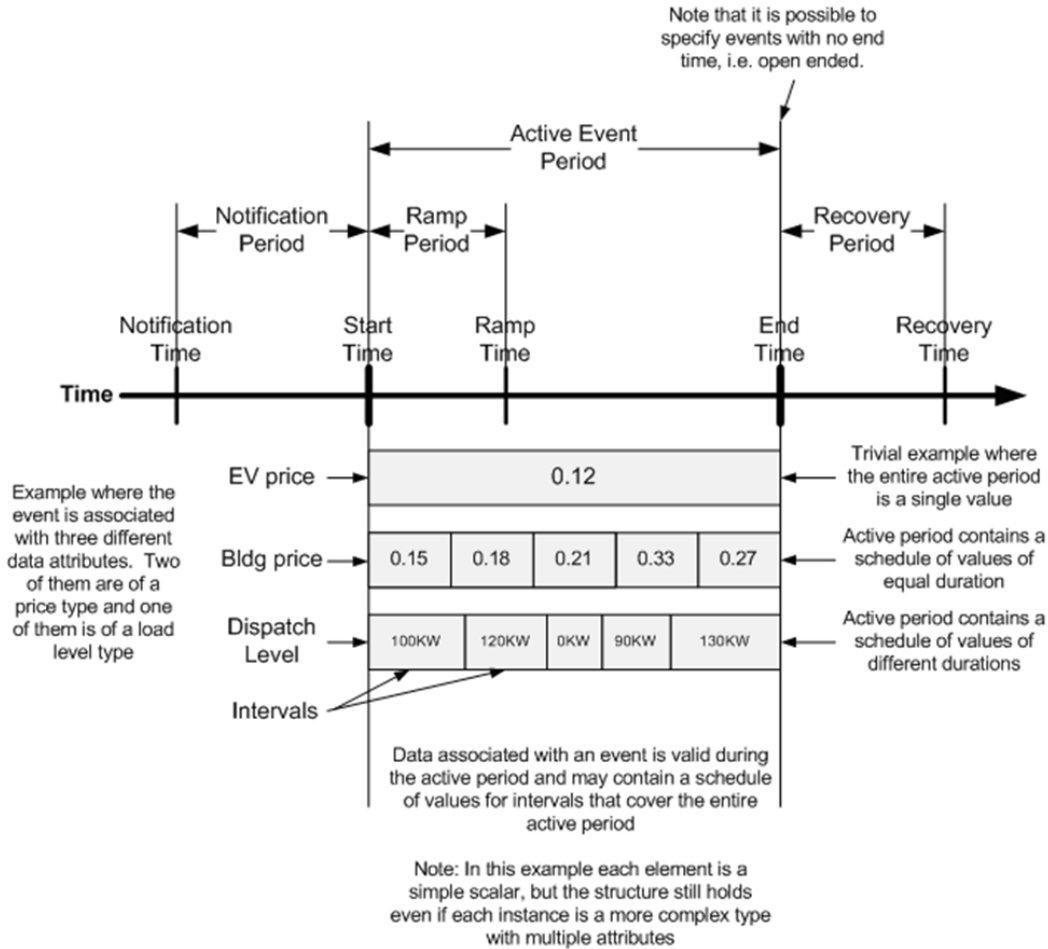 Note that it is possible to
specify events with no end
time, i.e. open ended.
Active Event
Period
Notification
Period
Ramp
Period
Recovery
Period
Notification
Time
Start
Time
Ramp
Time
End
Time
Recovery
Time
Time
EV price
0.12
Trivial example where
the entire active period
is a single value
Example where the
event is associated
with three different
data attributes. Two
of them are of a
price type and one
of them is of a load
level type
Bldg price
0.15
0.18
0.21
0.33
0.27
Active period contains a
schedule of values of
equal duration
Dispatch
Level
100KW
120KW
0KW
90KW
130KW
Active period contains a
schedule of values of
different durations
Intervals
Data associated with an event is valid during
the active period and may contain a schedule
of values for intervals that cover the entire
active period
Note: In this example each element is a
simple scalar, but the structure still holds
even if each instance is a more complex type
with multiple attributes